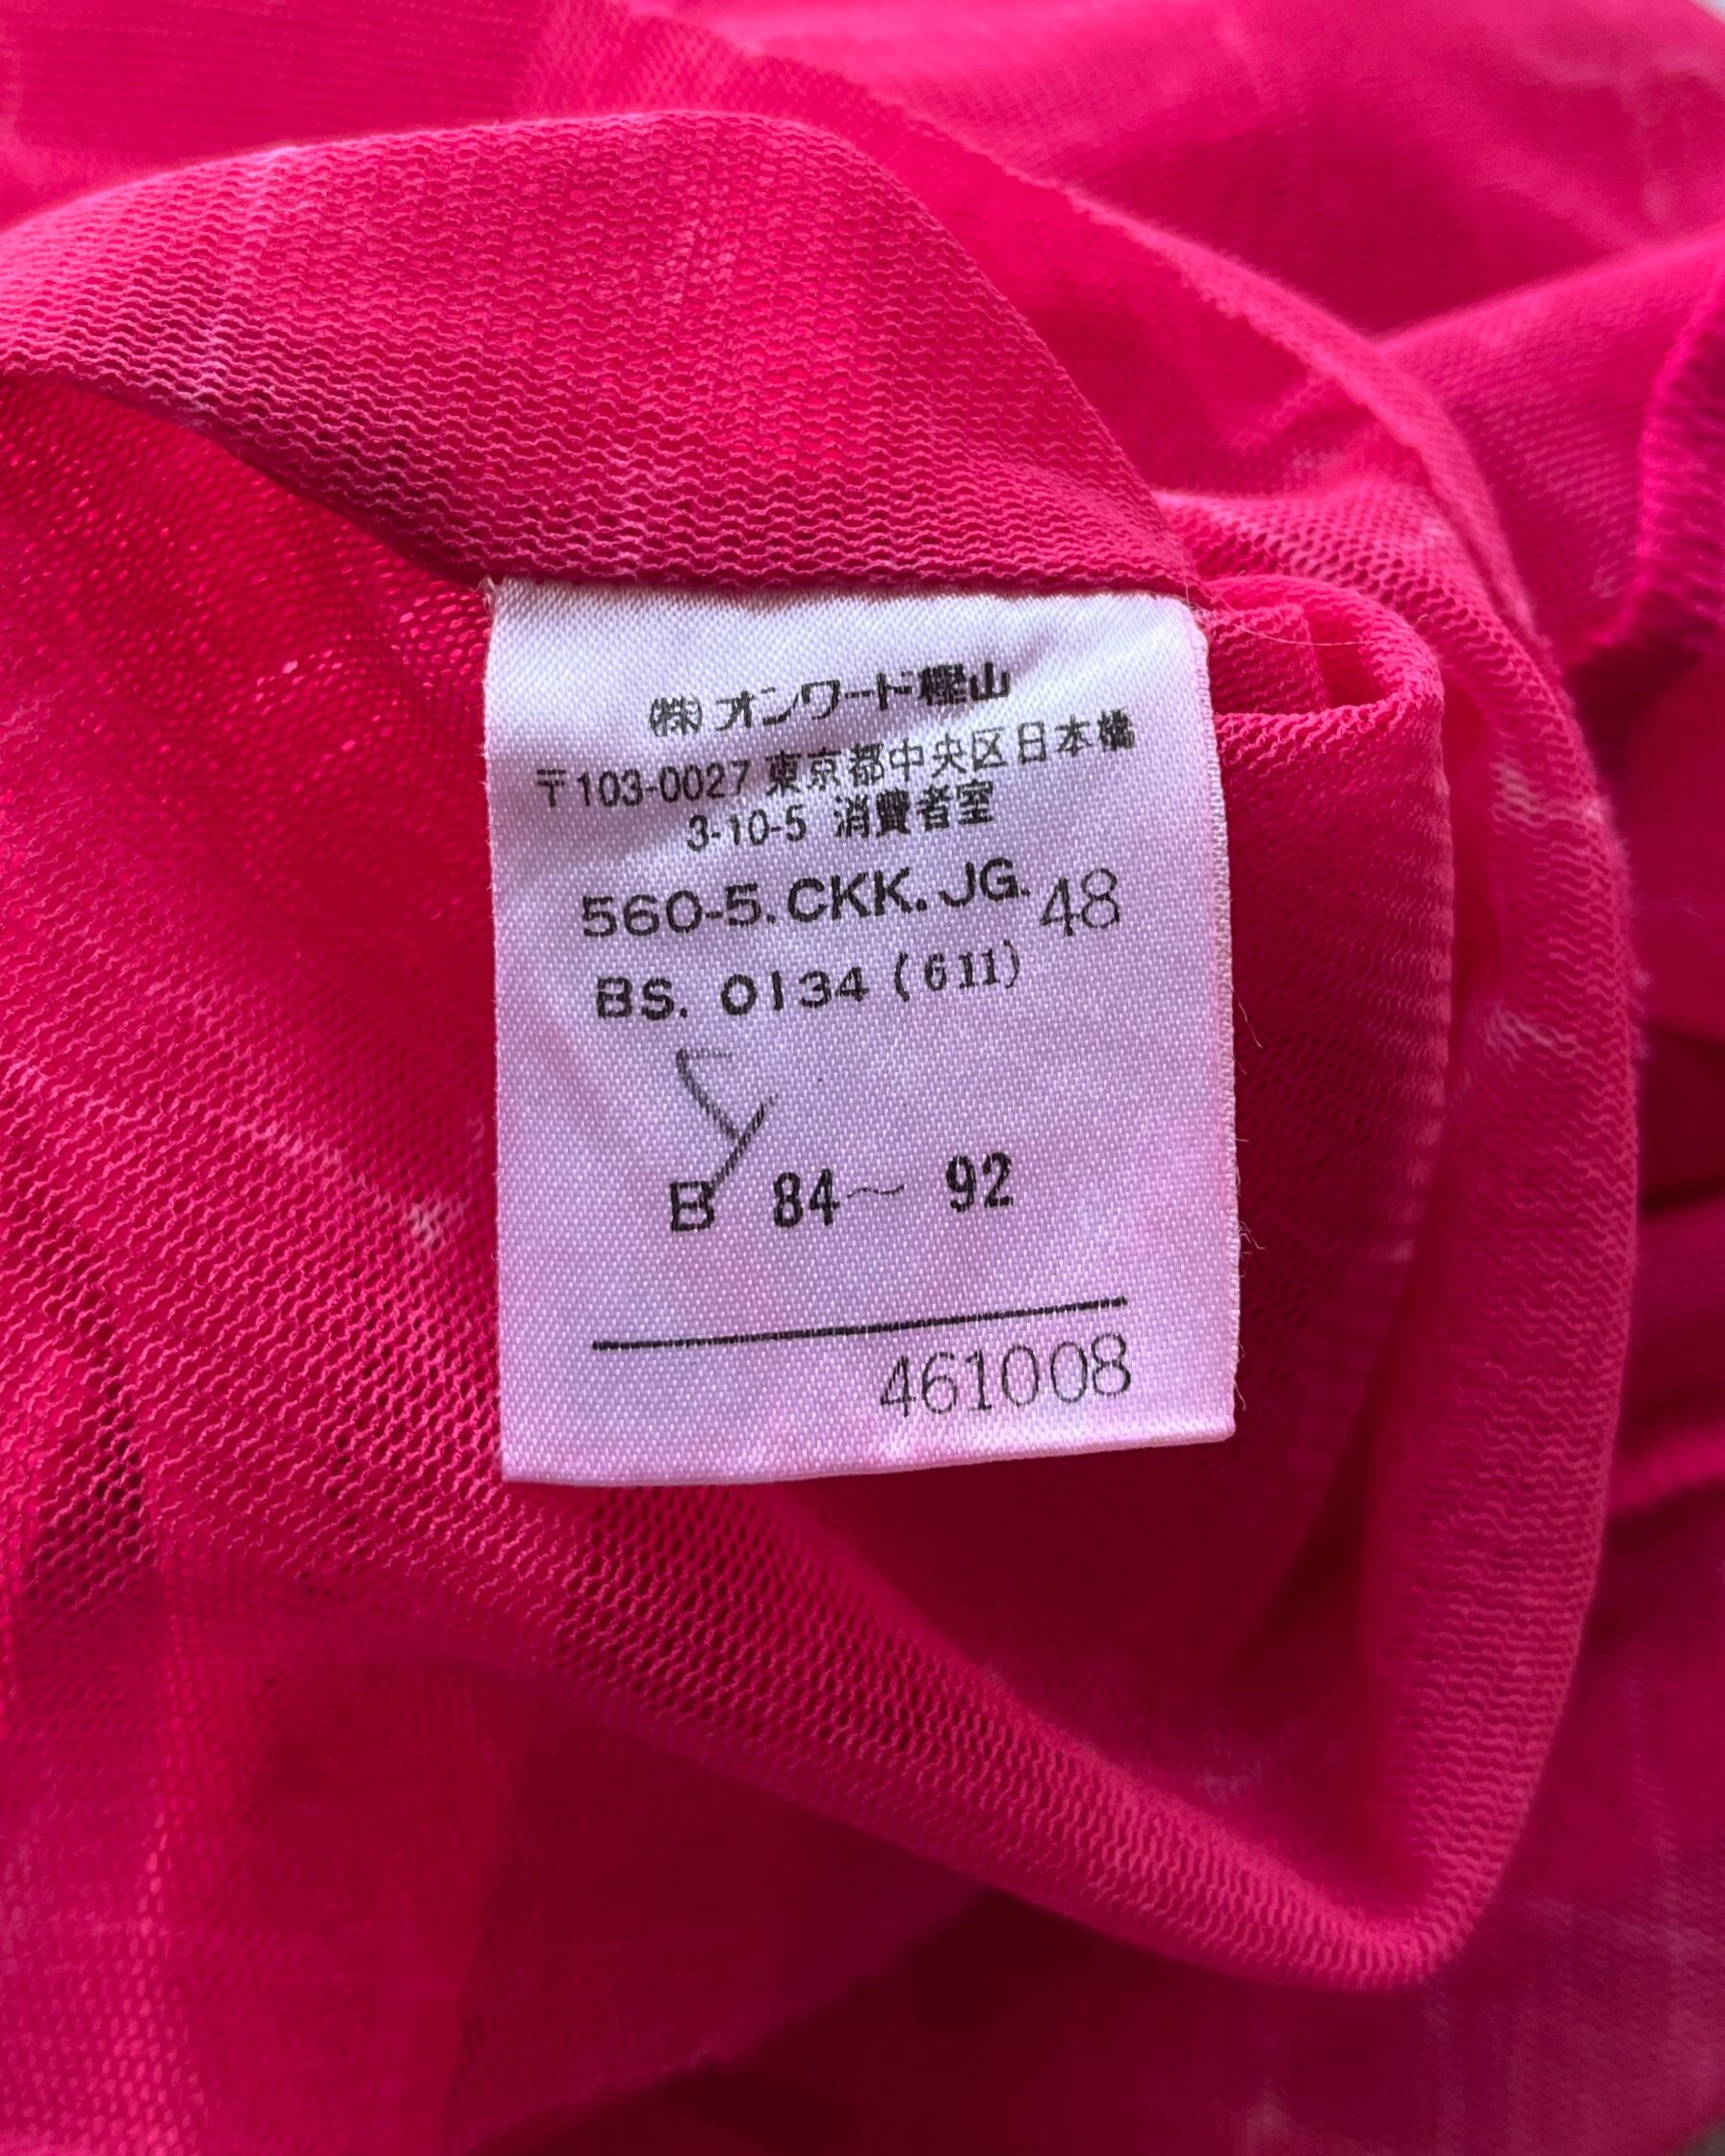 (株)オンワード樫山
〒103-0027 東京都中央区日本橋
3-10-5 消費者室
560-5.CKK.JG. 48
BS. 0134 (611)
B 84〜 92
461008